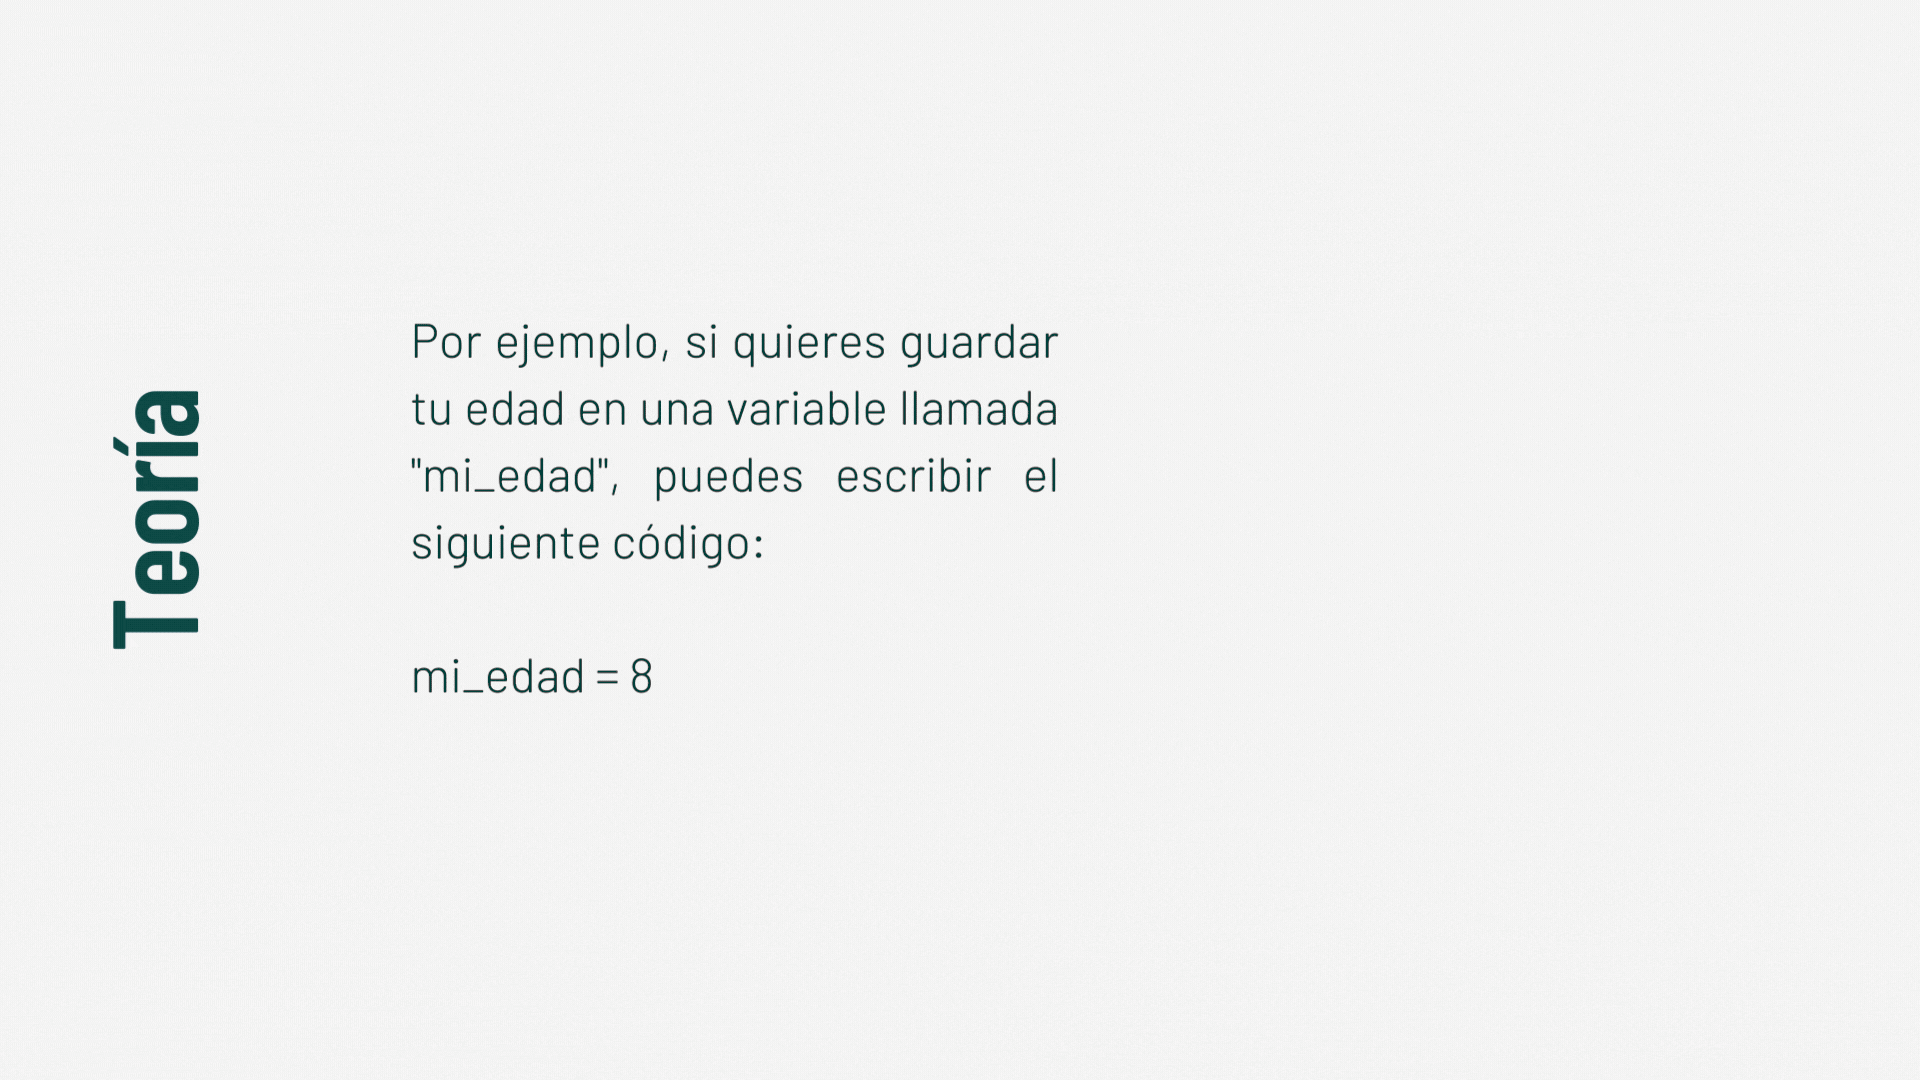 Teoría
Por ejemplo, si quieres guardar
tu edad en una variable llamada
"mi_edad", puedes escribir el
siguiente código:
mi_edad = 8